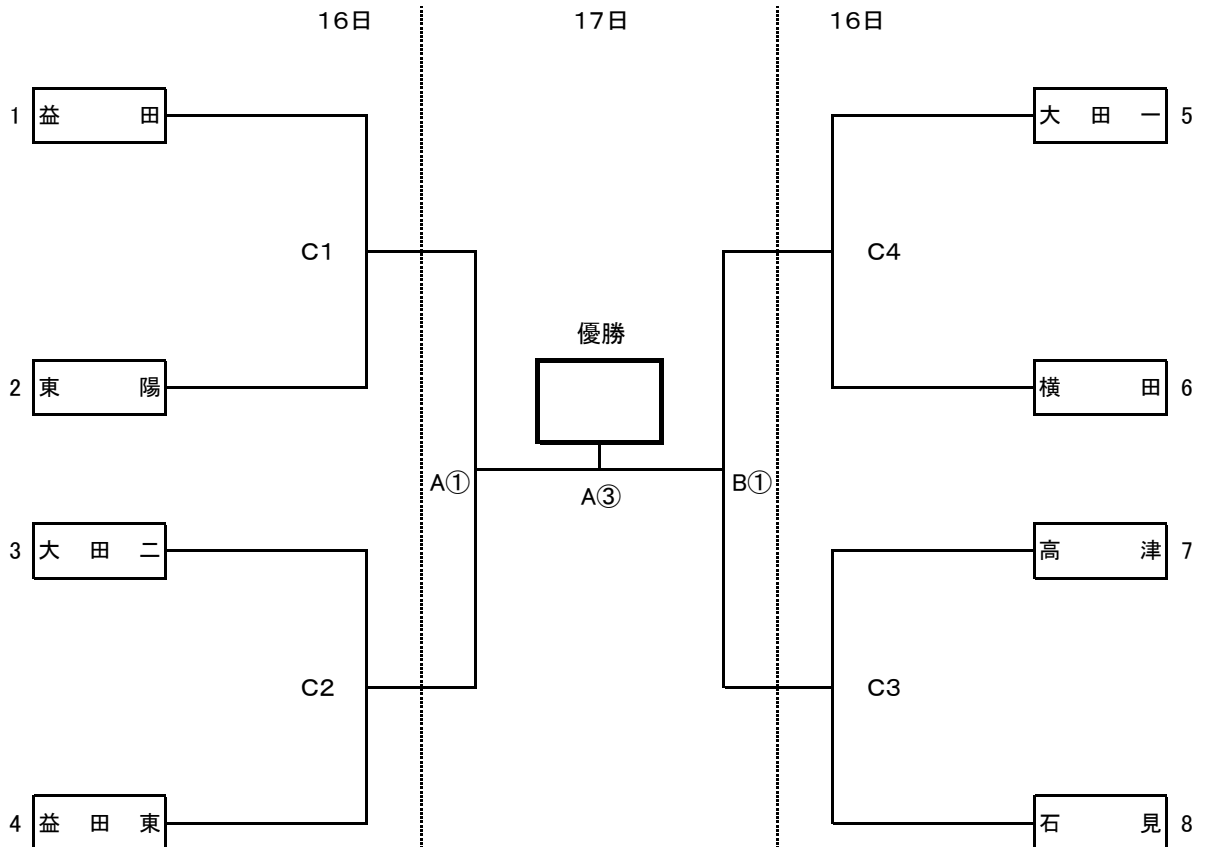 16日 17日 16日
1 益 田 大 田 一 5
C1 C4
優勝
2 東 陽 横 田 6
A① A③ B①
3 大 田 二 高 津 7
C2 C3
4 益 田 東 石 見 8